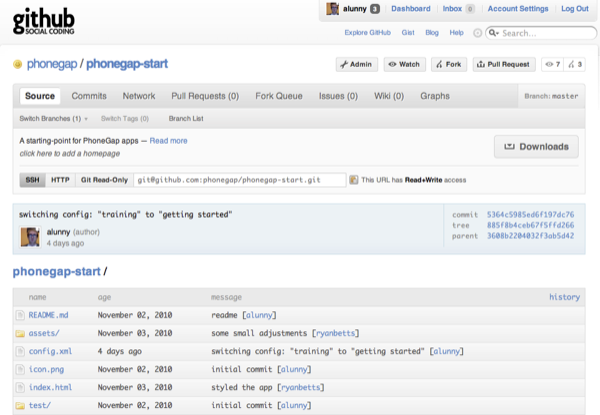 github
SOCIAL CODING
alunny 3 Dashboard Inbox 0 Account Settings Log Out
Explore GitHub Gist Blog Help Search...
phonegap / phonegap-start
Admin Watch Fork Pull Request 7 3
Source Commits Network Pull Requests (0) Fork Queue Issues (0) Wiki (0) Graphs Branch: master
Switch Branches (1) Switch Tags (0) Branch List
A starting-point for PhoneGap apps — Read more
click here to add a homepage
Downloads
SSH HTTP Git Read-Only git@github.com:phonegap/phonegap-start.git This URL has Read+Write access
switching config: "training" to "getting started"
alunny (author)
4 days ago
commit 5364c5985ed6f197dc76
tree 885f8b4ceb67f5ffd266
parent 3608b2204032f3ab5d42
phonegap-start /
name age message history
README.md November 02, 2010 readme [alunny]
assets/ November 03, 2010 some small adjustments [ryanbetts]
config.xml 4 days ago switching config: "training" to "getting started" [alunny]
icon.png November 02, 2010 initial commit [alunny]
index.html November 03, 2010 styled the app [ryanbetts]
test/ November 02, 2010 initial commit [alunny]